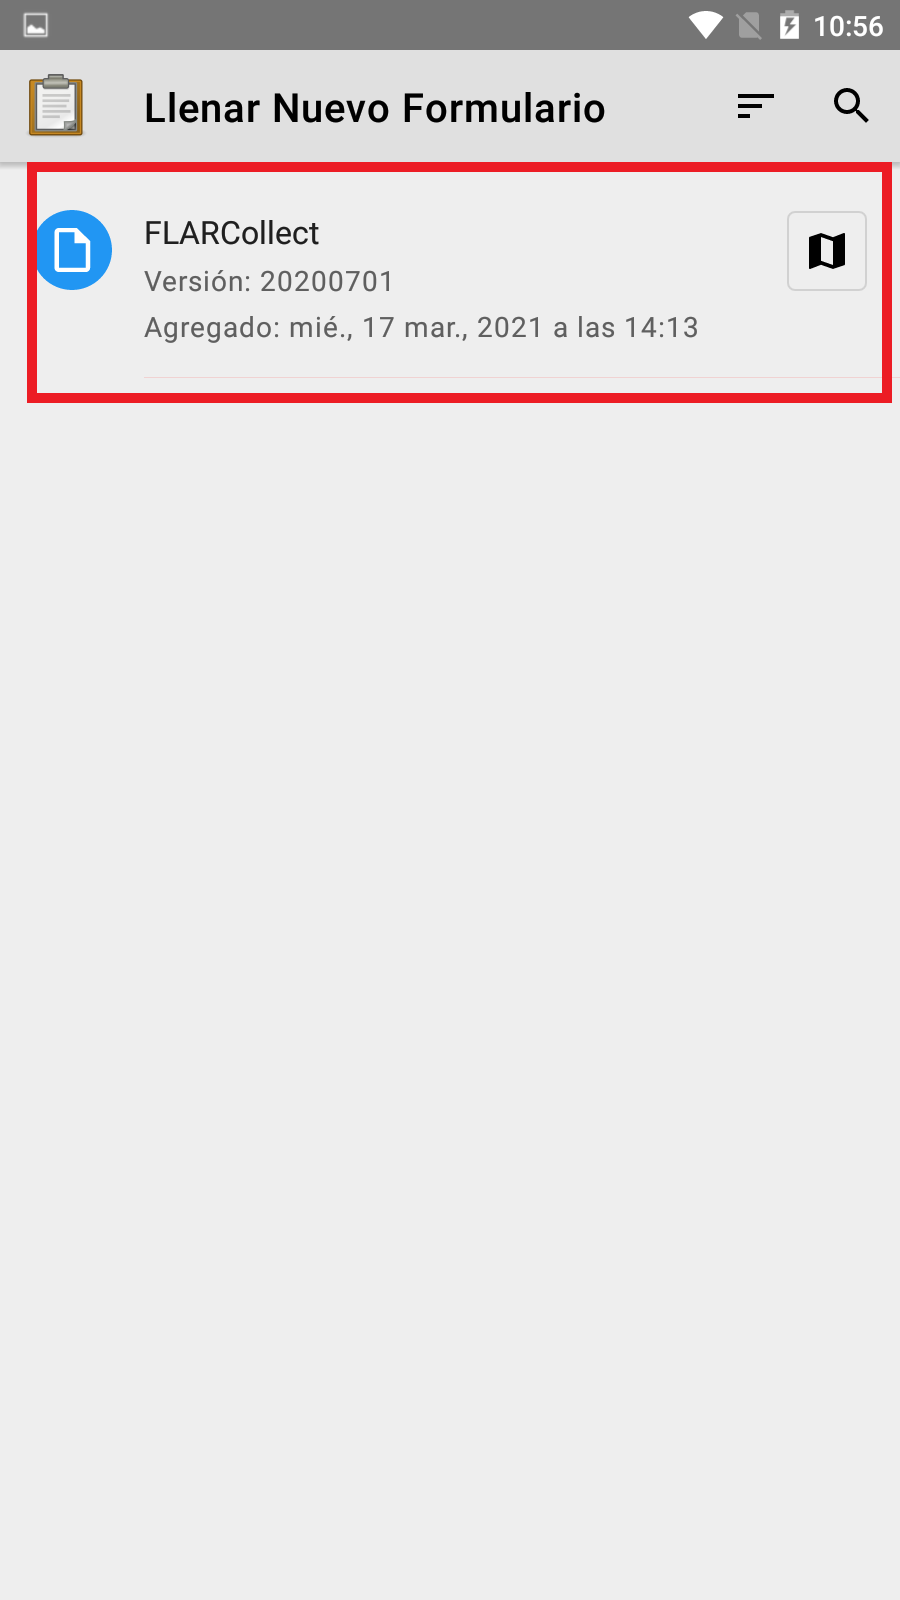 10:56
Llenar Nuevo Formulario
FLARCollect
Versión: 20200701
Agregado: mié., 17 mar., 2021 a las 14:13